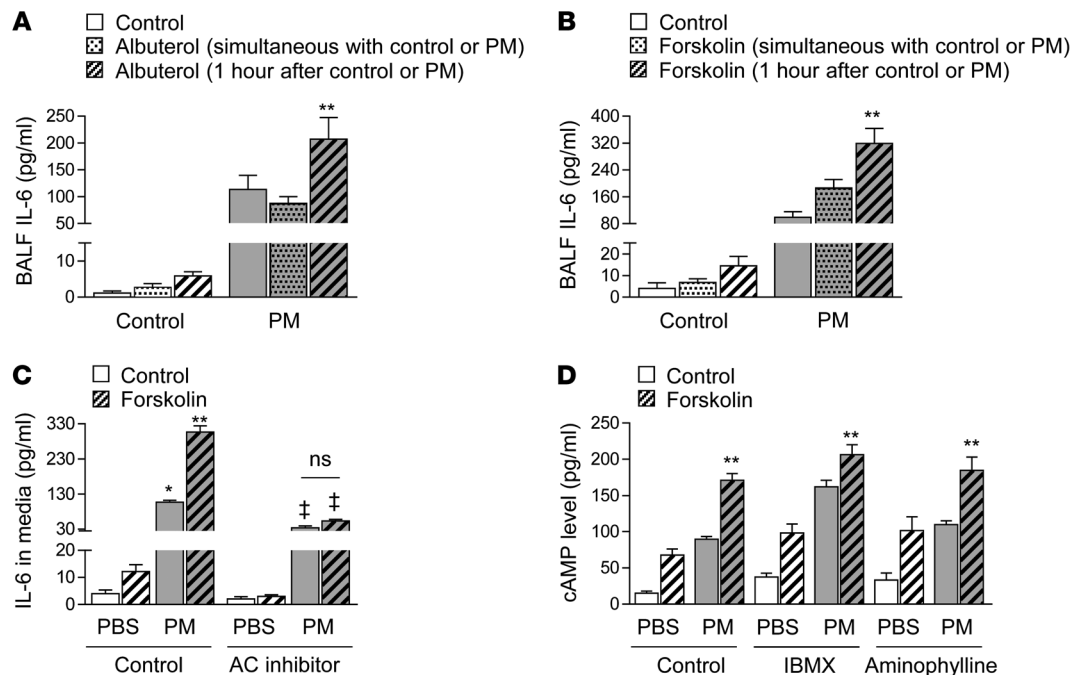 A
Control
Albuterol (simultaneous with control or PM)
Albuterol (1 hour after control or PM)
BALF IL-6 (pg/ml)
250
200
150
100
50
10
0
**
Control
PM
B
Control
Forskolin (simultaneous with control or PM)
Forskolin (1 hour after control or PM)
BALF IL-6 (pg/ml)
400
320
240
160
80
20
10
0
**
Control
PM
C
Control
Forskolin
IL-6 in media (pg/ml)
330
230
130
30
20
10
0
*
**
ns
‡
‡
PBS
PM
PBS
PM
Control
AC inhibitor
D
Control
Forskolin
cAMP level (pg/ml)
250
200
150
100
50
0
**
**
**
PBS
PM
PBS
PM
PBS
PM
Control
IBMX
Aminophylline